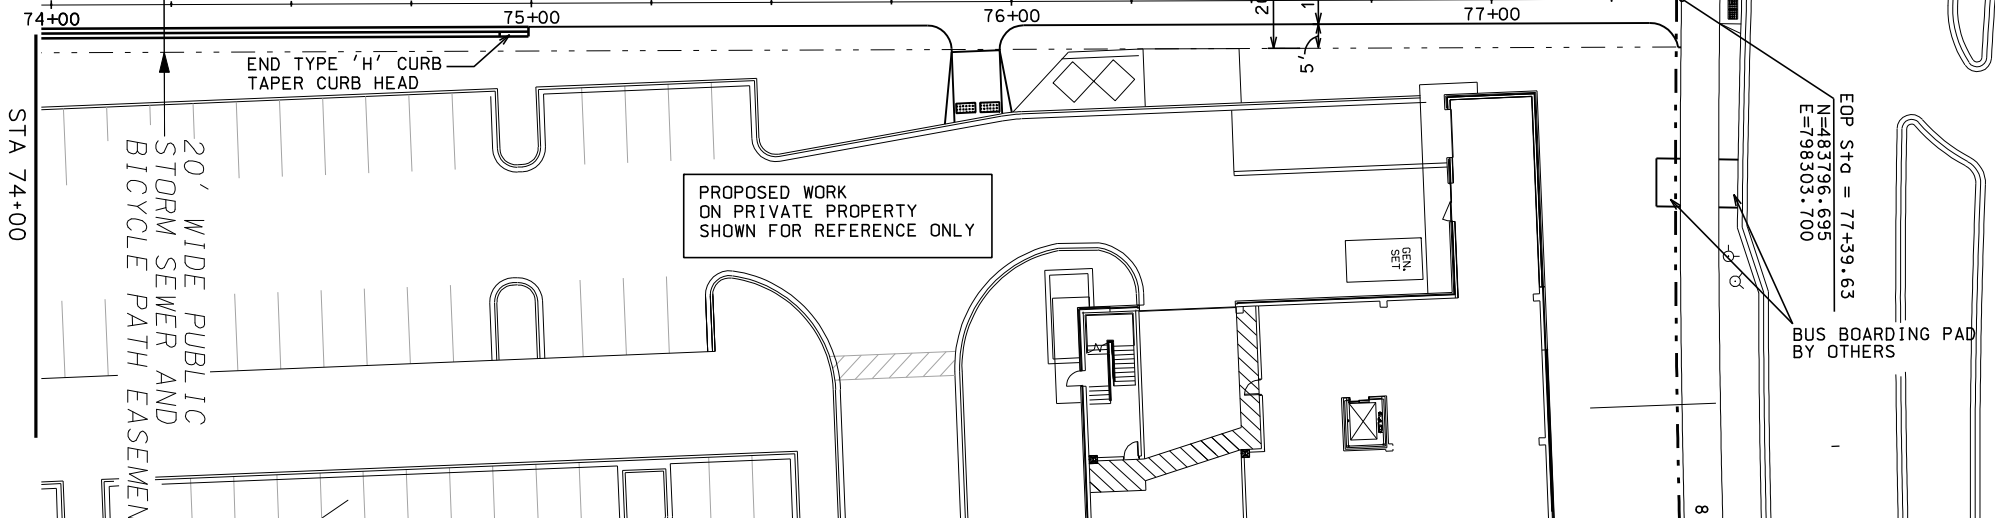 74+00
75+00
76+00
77+00
END TYPE 'H' CURB
TAPER CURB HEAD
5'
STA 74+00
20' WIDE PUBLIC
STORM SEWER AND
BICYCLE PATH
PROPOSED WORK
ON PRIVATE PROPERTY
SHOWN FOR REFERENCE ONLY
GEN.
SET
EOP Sta = 77+39.63
N=483796.695
E=798303.700
BUS BOARDING PAD
BY OTHERS
8